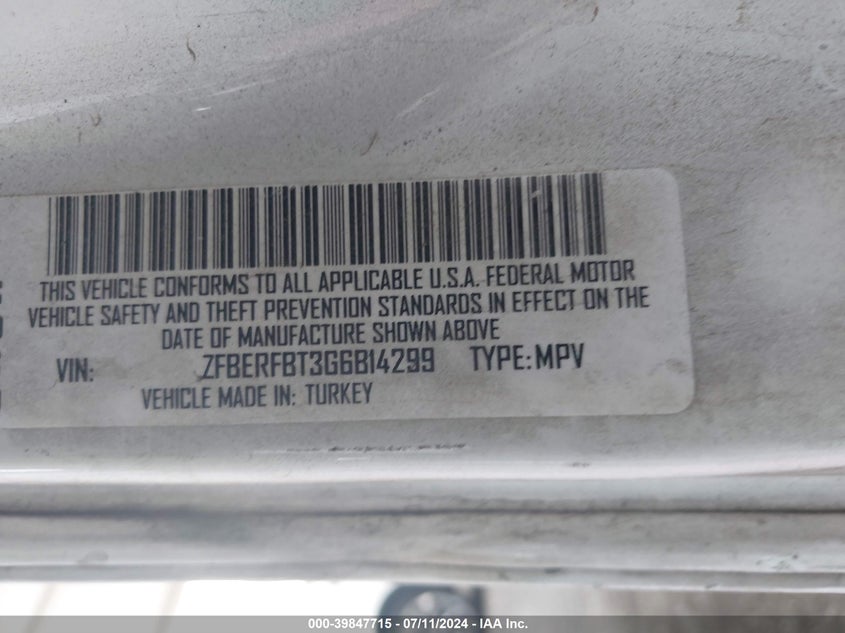 THIS VEHICLE CONFORMS TO ALL APPLICABLE U.S.A. FEDERAL MOTOR
VEHICLE SAFETY AND THEFT PREVENTION STANDARDS IN EFFECT ON THE
DATE OF MANUFACTURE SHOWN ABOVE
VIN: ZFBERFBT3G6B14299 TYPE: MPV
VEHICLE MADE IN: TURKEY
000-39847715 - 07/11/2024 - IAA Inc.